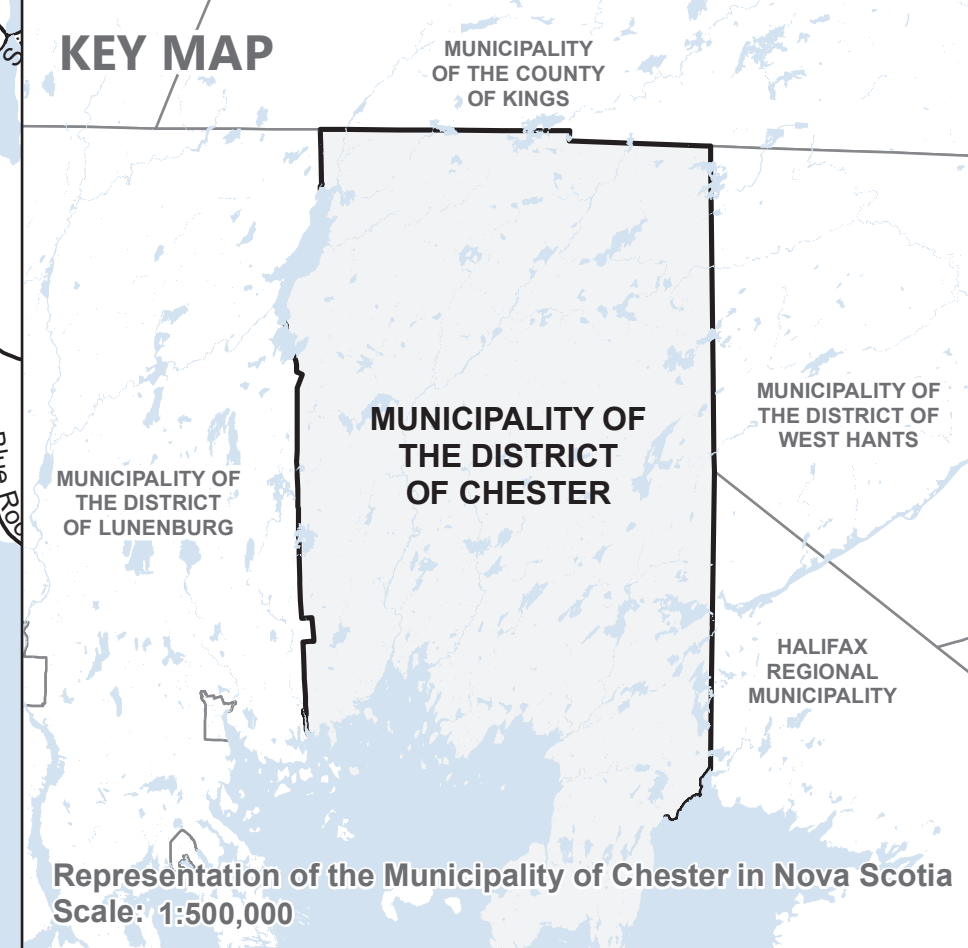 KEY MAP
MUNICIPALITY
OF THE COUNTY
OF KINGS
MUNICIPALITY OF
THE DISTRICT OF
WEST HANTS
MUNICIPALITY OF
THE DISTRICT
OF CHESTER
MUNICIPALITY OF
THE DISTRICT
OF LUNENBURG
HALIFAX
REGIONAL
MUNICIPALITY
Blue Roc
Representation of the Municipality of Chester in Nova Scotia
Scale: 1:500,000